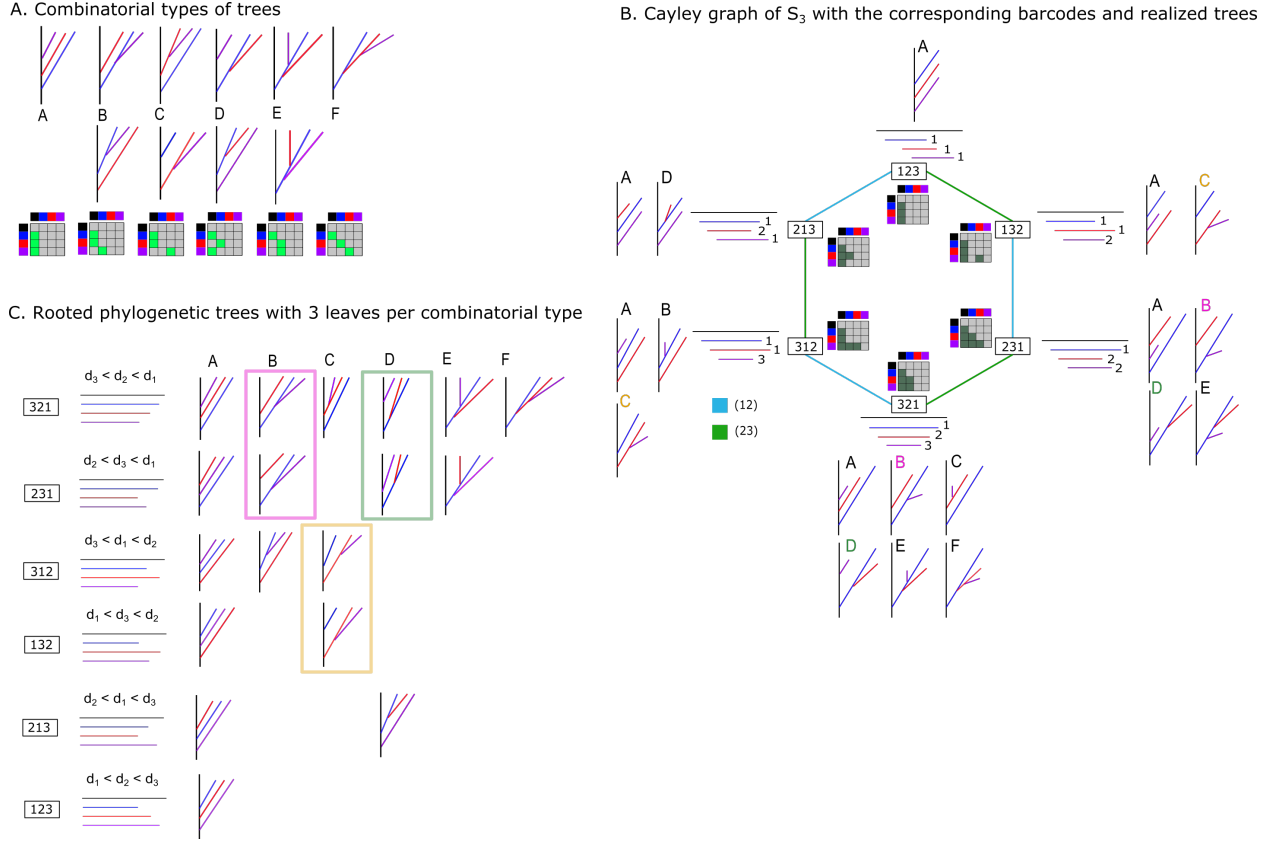 A. Combinatorial types of trees
A B C D E F
B. Cayley graph of S3 with the corresponding barcodes and realized trees
A
1
1
1
123
A D
1
2
1
213
A C
1
1
2
132
A B
C
1
1
3
312
A B
D E
1
2
2
231
321
1
2
3
(12)
(23)
A B C
D E F
C. Rooted phylogenetic trees with 3 leaves per combinatorial type
A B C D E F
d3 < d2 < d1
321
d2 < d3 < d1
231
d3 < d1 < d2
312
d1 < d3 < d2
132
d2 < d1 < d3
213
d1 < d2 < d3
123